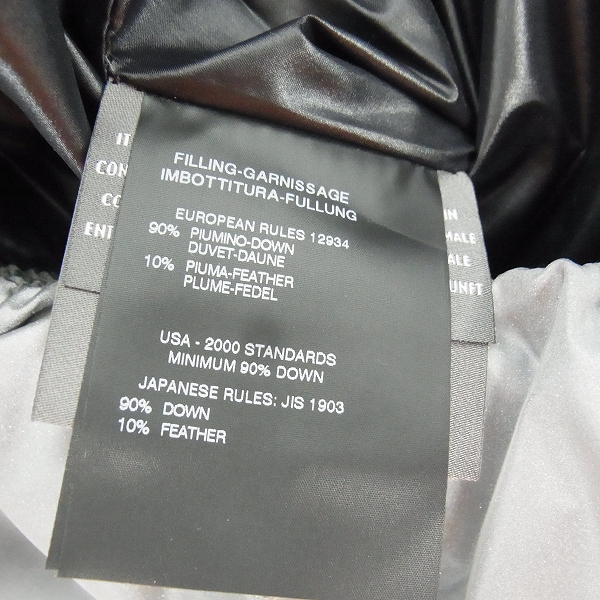 FILLING-GARNISSAGE
IMBOTTITURA-FULLUNG
EUROPEAN RULES 12934
90% PIUMINO-DOWN
DUVET-DAUNE
10% PIUMA-FEATHER
PLUME-FEDEL
USA - 2000 STANDARDS
MINIMUM 90% DOWN
JAPANESE RULES: JIS 1903
90% DOWN
10% FEATHER